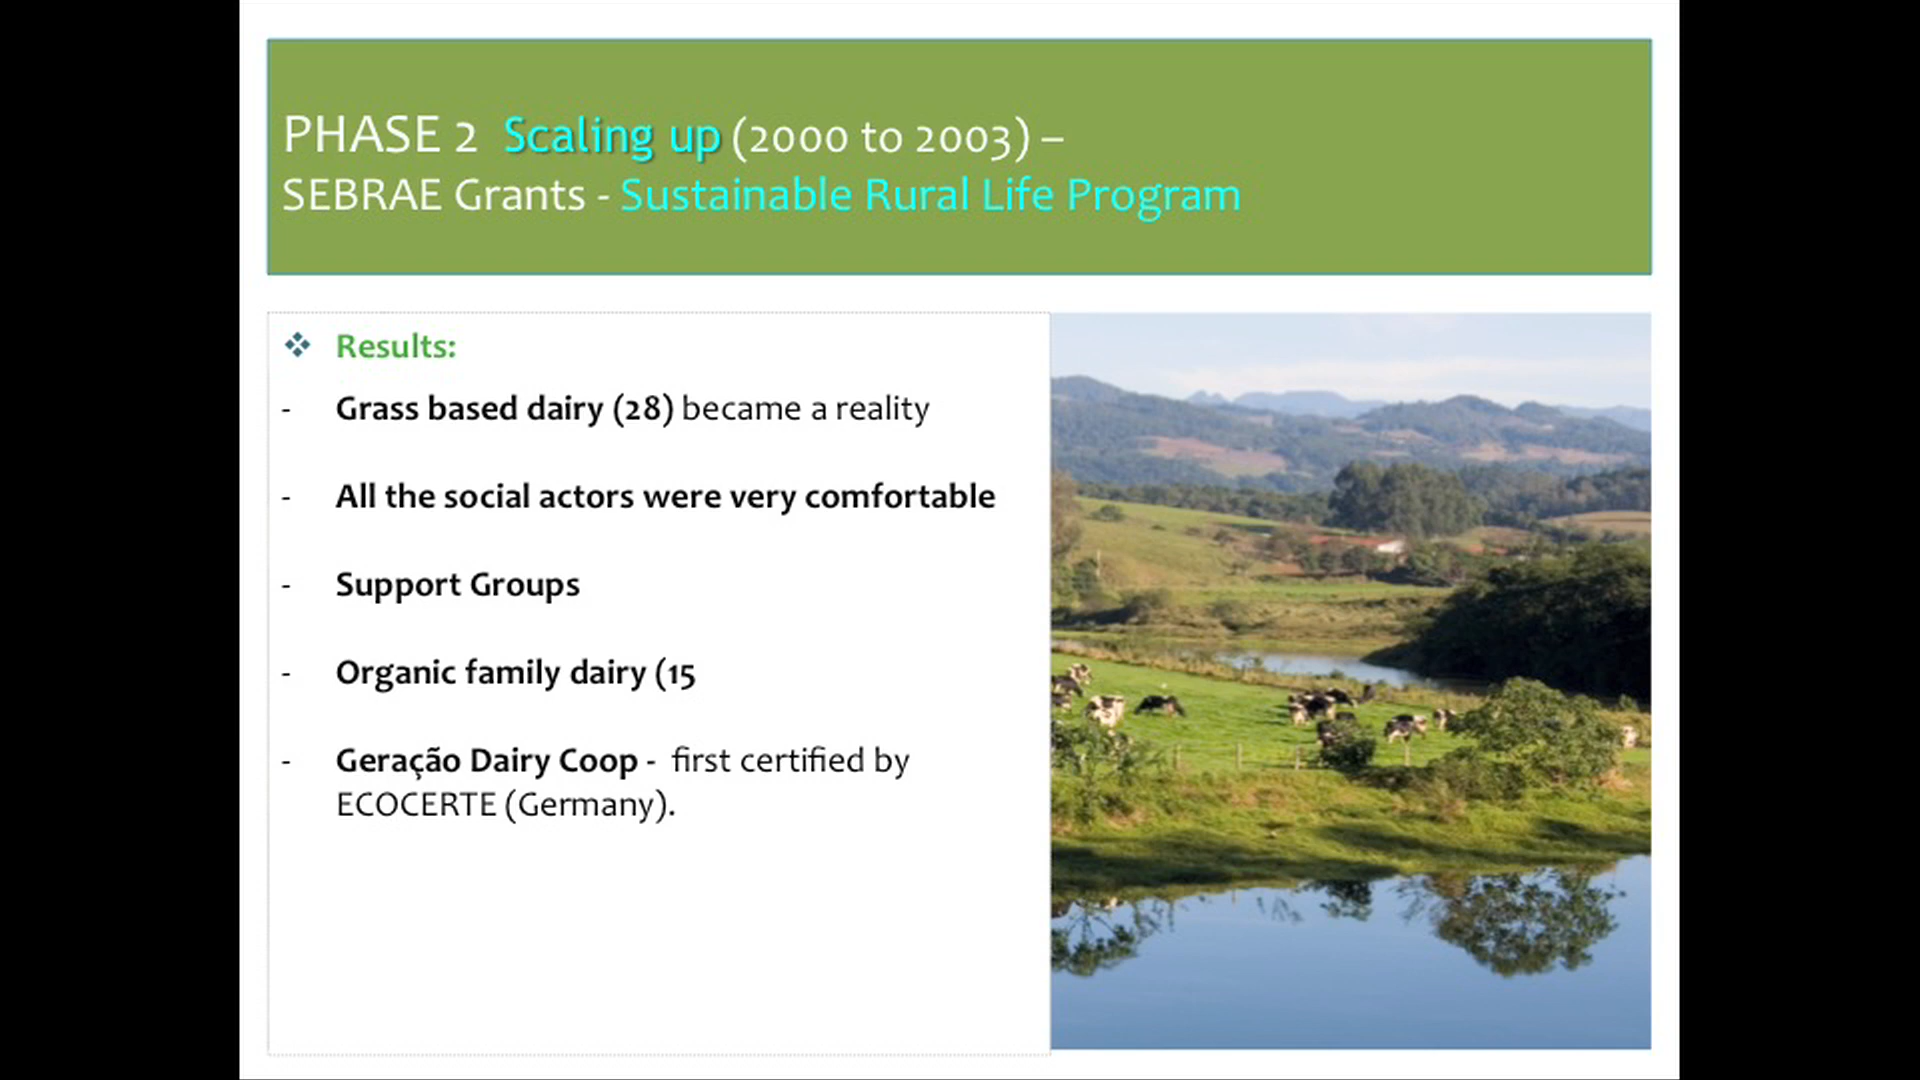 PHASE 2 Scaling up (2000 to 2003) –
SEBRAE Grants - Sustainable Rural Life Program
❖ Results:
- Grass based dairy (28) became a reality
- All the social actors were very comfortable
- Support Groups
- Organic family dairy (15
- Geração Dairy Coop - first certified by
ECOCERTE (Germany).